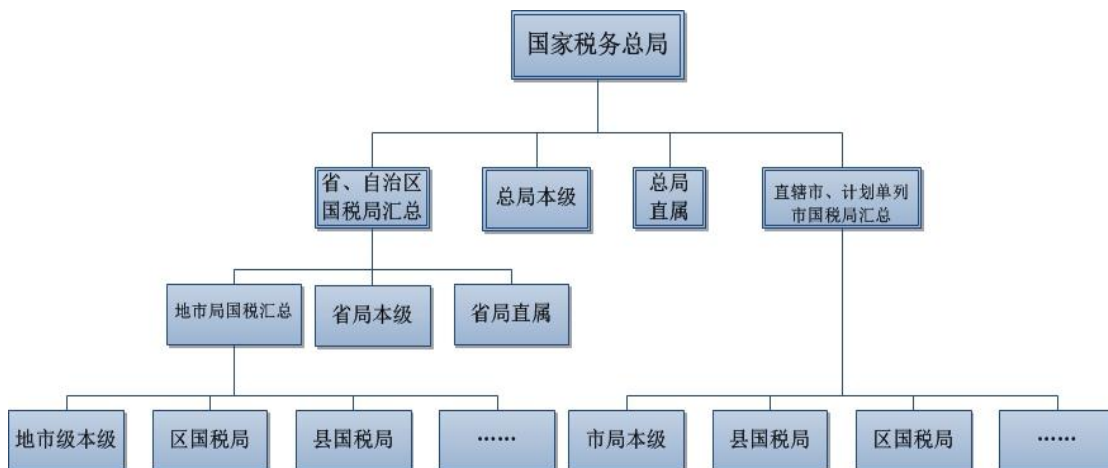 国家税务总局
省、自治区
国税局汇总
总局本级
总局
直属
直辖市、计划单列
市国税局汇总
地市局国税汇总
省局本级
省局直属
地市级本级
区国税局
县国税局
……
市局本级
县国税局
区国税局
……